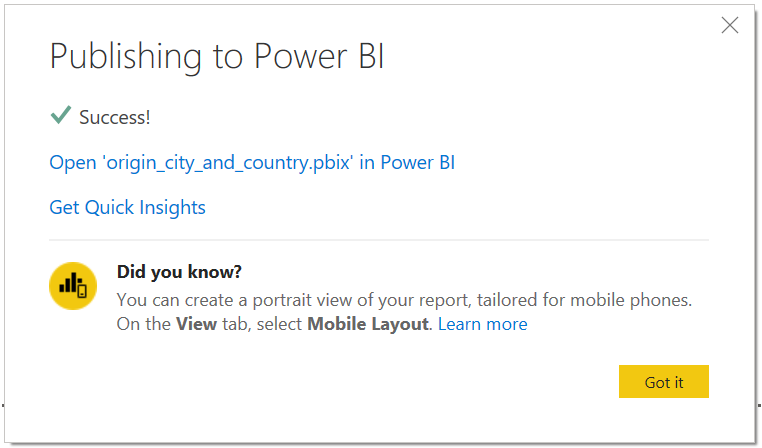 Publishing to Power BI
Success!
Open 'origin_city_and_country.pbix' in Power BI
Get Quick Insights
Did you know?
You can create a portrait view of your report, tailored for mobile phones.
On the View tab, select Mobile Layout. Learn more
Got it